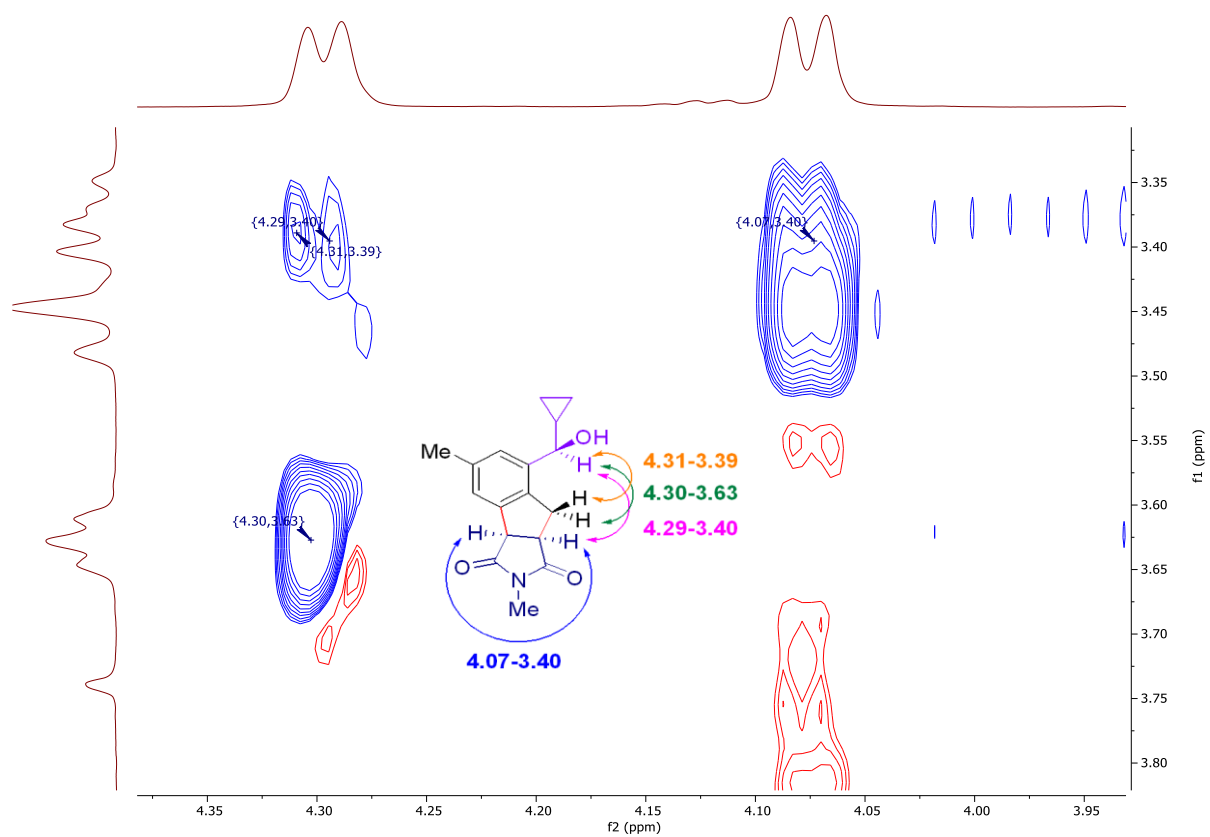 {4.29,3.40}
{4.31,3.39}
{4.07,3.40}
{4.30,3.63}
OH
Me
H
H
H
H
H
O
O
N
Me
4.31-3.39
4.30-3.63
4.29-3.40
4.07-3.40
3.35
3.40
3.45
3.50
3.55
3.60
3.65
3.70
3.75
3.80
f1 (ppm)
4.35 4.30 4.25 4.20 4.15 4.10 4.05 4.00 3.95
f2 (ppm)